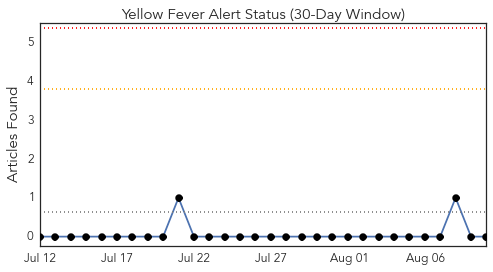 Yellow Fever Alert Status (30-Day Window)
Articles Found
5
4
3
2
1
0
Jul 12 Jul 17 Jul 22 Jul 27 Aug 01 Aug 06